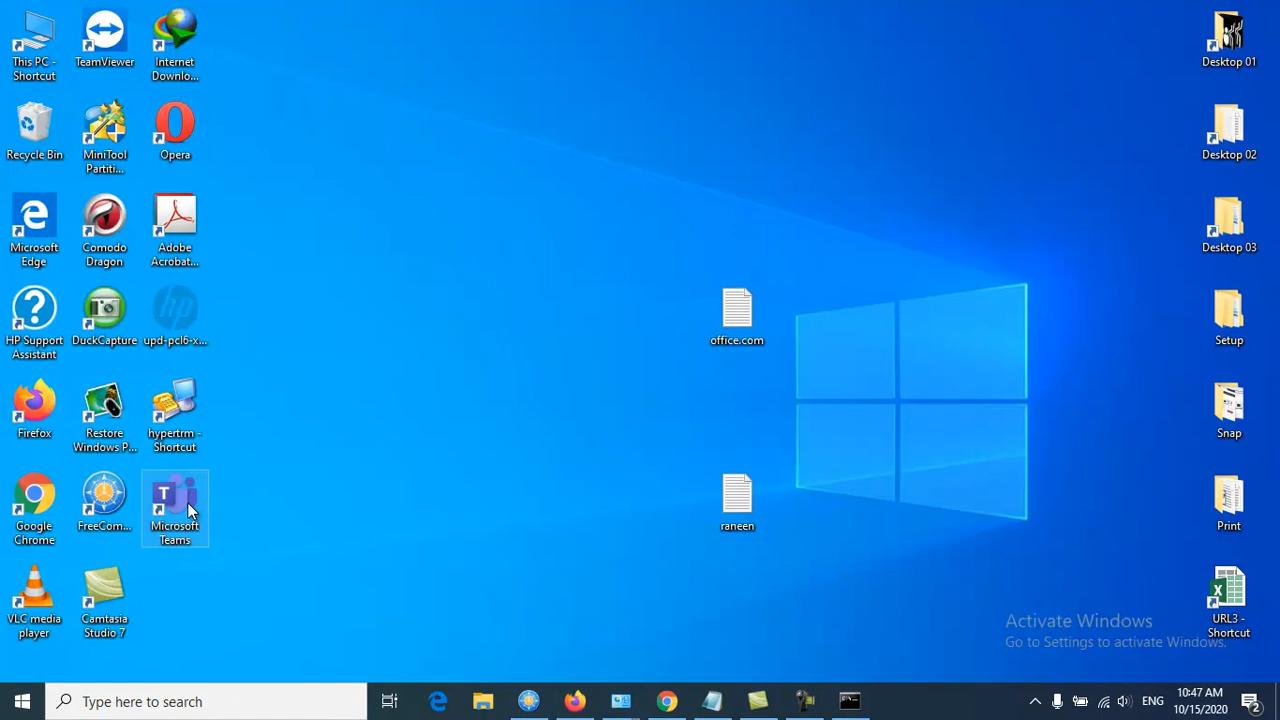 This PC -
Shortcut
TeamViewer
Internet
Downlo...
Recycle Bin
MiniTool
Partiti...
Opera
Microsoft
Edge
Comodo
Dragon
Adobe
Acrobat...
HP Support
Assistant
DuckCapture
upd-pcl6-x...
Firefox
Restore
Windows P...
hypertrm -
Shortcut
Google
Chrome
FreeCom...
Microsoft
Teams
VLC media
player
Camtasia
Studio 7
office.com
raneen
Desktop 01
Desktop 02
Desktop 03
Setup
Snap
Print
URL3 -
Shortcut
Activate Windows
Go to Settings to activate Windows.
Type here to search
ENG
10:47 AM
10/15/2020
2